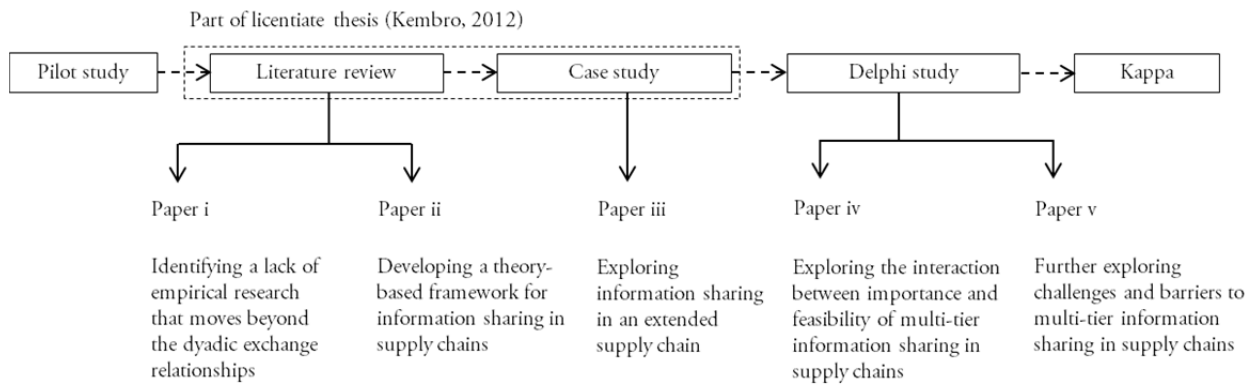 Part of licentiate thesis (Kembro, 2012)
Pilot study
Literature review
Case study
Delphi study
Kappa
Paper i
Identifying a lack of
empirical research
that moves beyond
the dyadic exchange
relationships
Paper ii
Developing a theory-
based framework for
information sharing in
supply chains
Paper iii
Exploring
information sharing
in an extended
supply chain
Paper iv
Exploring the interaction
between importance and
feasibility of multi-tier
information sharing in
supply chains
Paper v
Further exploring
challenges and barriers to
multi-tier information
sharing in supply chains